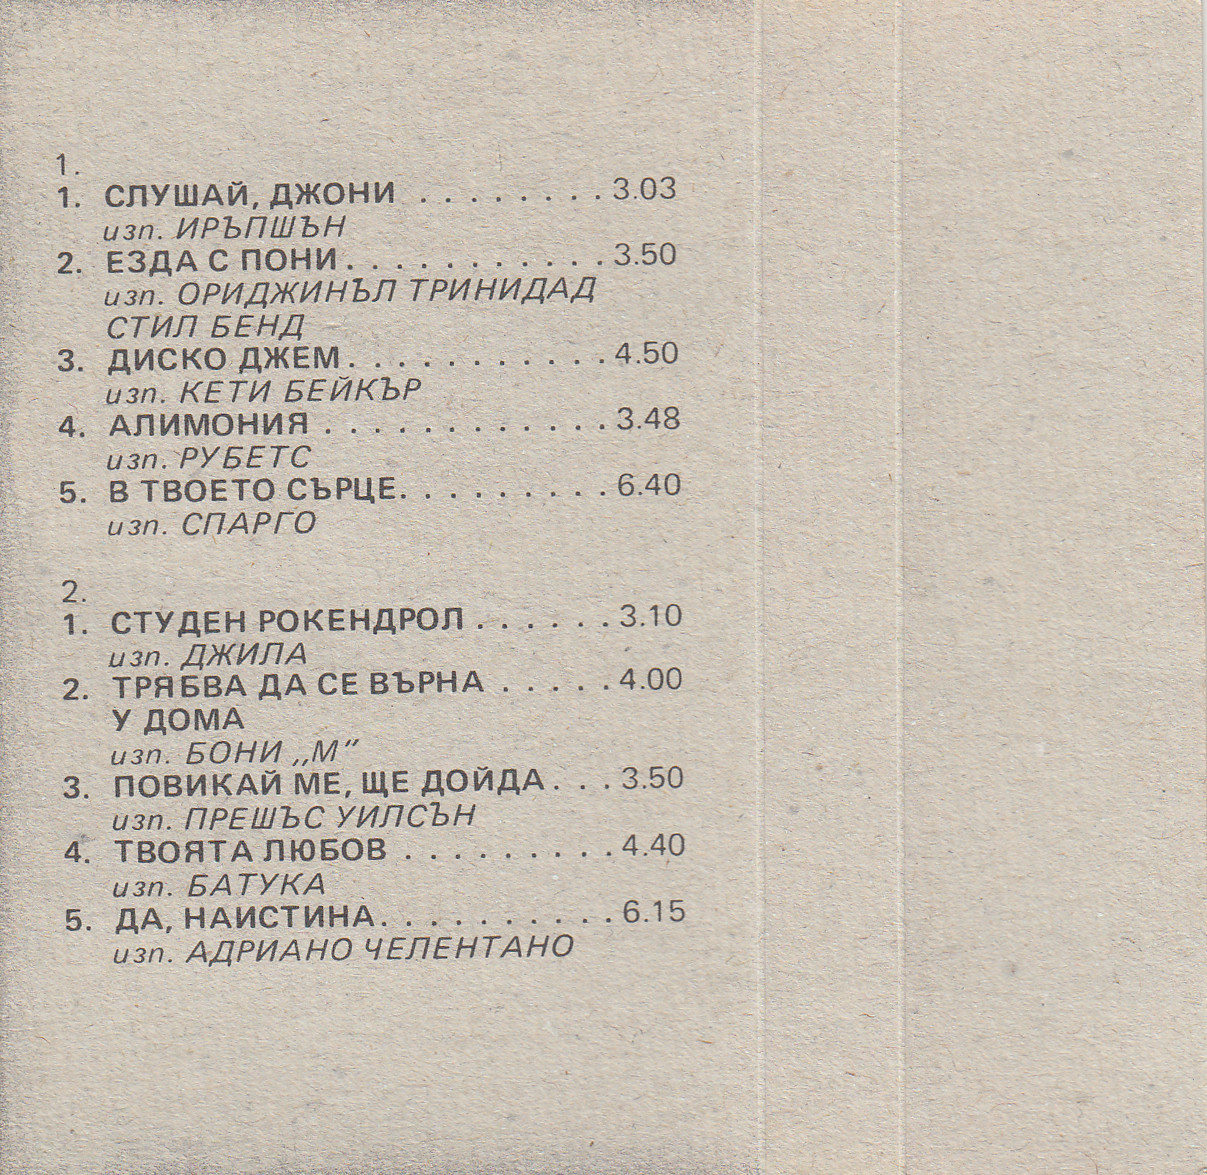 1.
1. СЛУШАЙ, ДЖОНИ . . . . . . . . 3.03
изп. ИРЪПШЪН
2. ЕЗДА С ПОНИ. . . . . . . . . . . 3.50
изп. ОРИДЖИНЪЛ ТРИНИДАД
СТИЛ БЕНД
3. ДИСКО ДЖЕМ. . . . . . . . . . . 4.50
изп. КЕТИ БЕЙКЪР
4. АЛИМОНИЯ . . . . . . . . . . . . 3.48
изп. РУБЕТС
5. В ТВОЕТО СЪРЦЕ. . . . . . . . . 6.40
изп. СПАРГО
2.
1. СТУДЕН РОКЕНДРОЛ . . . . . . 3.10
изп. ДЖИЛА
2. ТРЯБВА ДА СЕ ВЪРНА . . . . . 4.00
У ДОМА
изп. БОНИ „М”
3. ПОВИКАЙ МЕ, ЩЕ ДОЙДА. . . 3.50
изп. ПРЕШЪС УИЛСЪН
4. ТВОЯТА ЛЮБОВ . . . . . . . . . 4.40
изп. БАТУКА
5. ДА, НАИСТИНА. . . . . . . . . . 6.15
изп. АДРИАНО ЧЕЛЕНТАНО